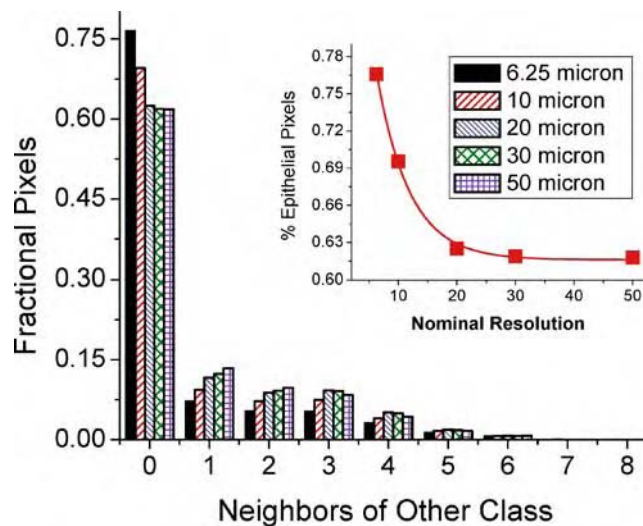 0.75
0.60
0.45
0.30
0.15
0.00
Fractional Pixels
0 1 2 3 4 5 6 7 8
Neighbors of Other Class
0.78
0.76
0.72
0.69
0.66
0.63
0.60
% Epithelial Pixels
10 20 30 40 50
Nominal Resolution
6.25 micron
10 micron
20 micron
30 micron
50 micron